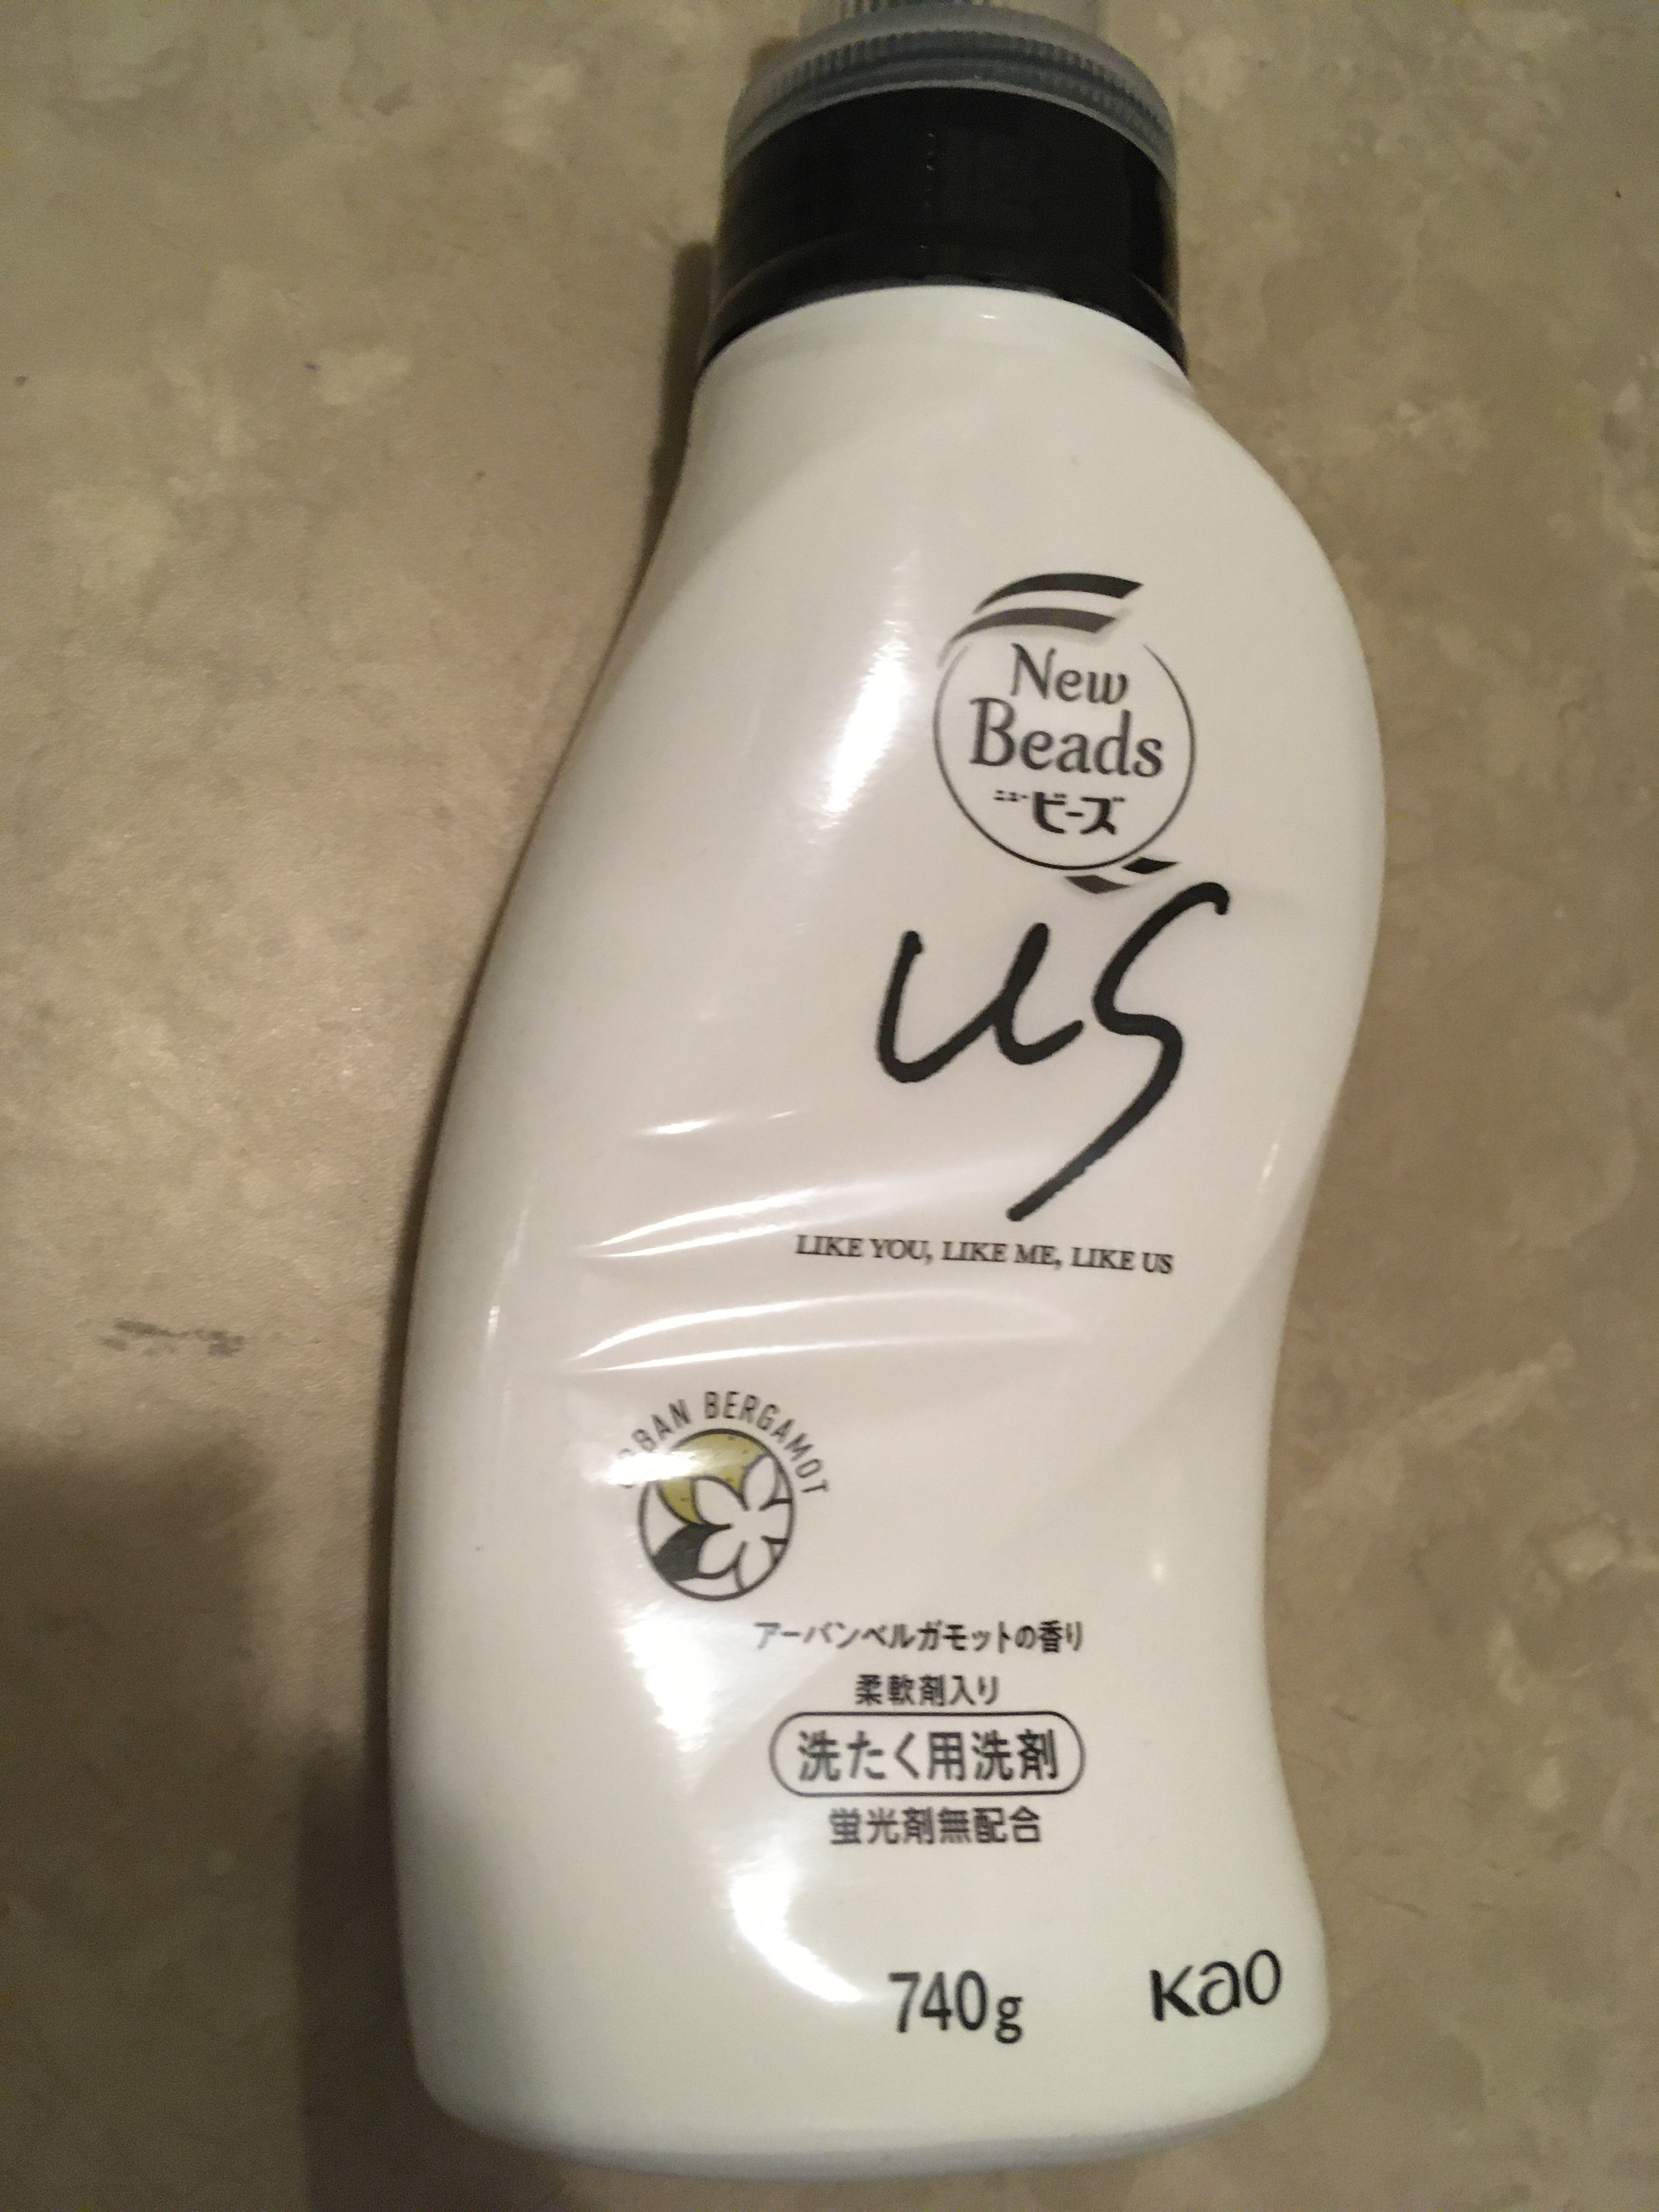 New
Beads
ニュービーズ
us
LIKE YOU, LIKE ME, LIKE US
BERGAMOT
アーバンベルガモットの香り
柔軟剤入り
洗たく用洗剤
蛍光剤無配合
740g
Kao